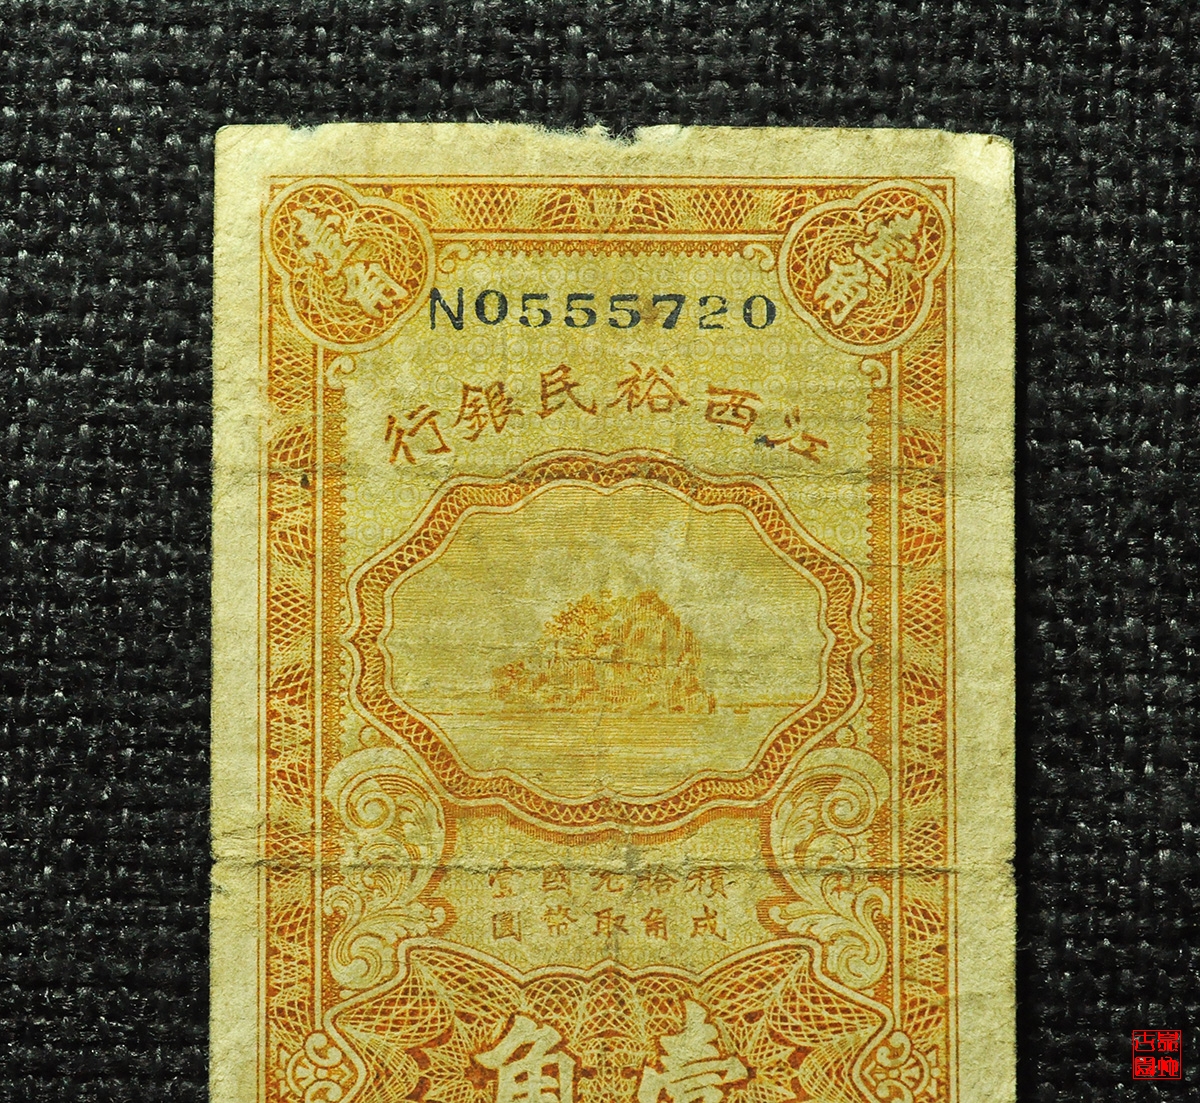 壹角
壹角
N0555720
江西裕民銀行
積成
拾角
兌取
國幣
壹圓
壹角